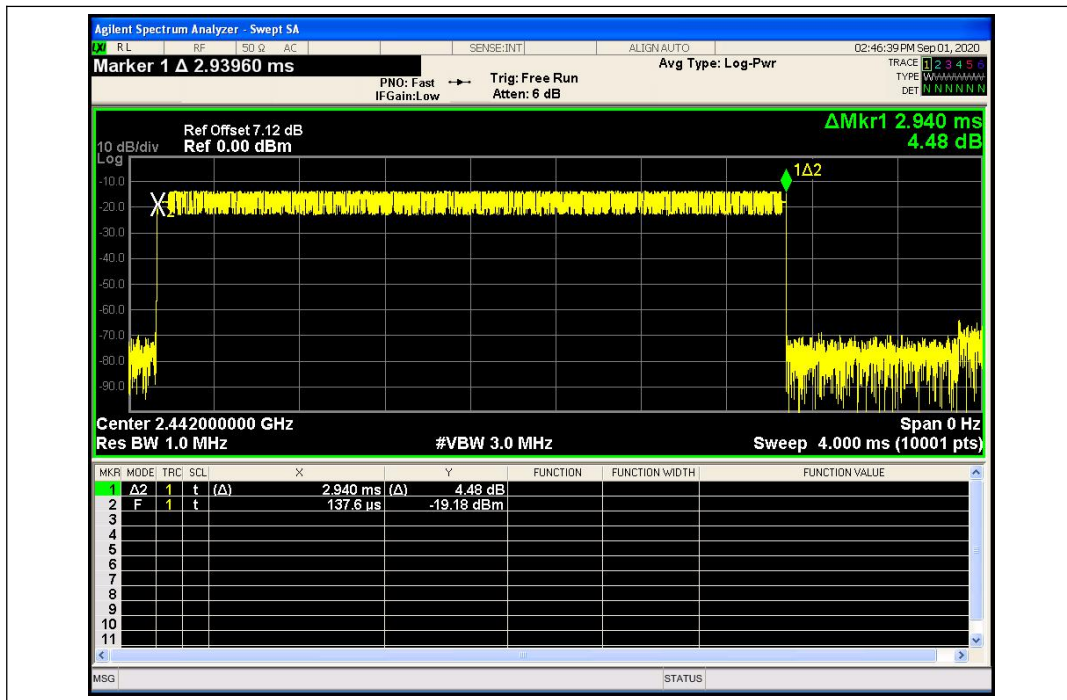 Agilent Spectrum Analyzer - Swept SA
LXI RL RF 50 Ω AC SENSE:INT ALIGN AUTO 02:46:39 PM Sep 01, 2020
Marker 1 Δ 2.93960 ms
PNO: Fast Trig: Free Run Avg Type: Log-Pwr TRACE 1 2 3 4 5 6
IFGain:Low Atten: 6 dB TYPE W
DET N N N N N N
ΔMkr1 2.940 ms
4.48 dB
Ref Offset 7.12 dB
10 dB/div Ref 0.00 dBm
Log
1Δ2
-10.0
-20.0
X2
-30.0
-40.0
-50.0
-60.0
-70.0
-80.0
-90.0
Center 2.442000000 GHz Span 0 Hz
Res BW 1.0 MHz #VBW 3.0 MHz Sweep 4.000 ms (10001 pts)
MKR MODE TRC SCL X Y FUNCTION FUNCTION WIDTH FUNCTION VALUE
1 Δ2 1 t (Δ) 2.940 ms (Δ) 4.48 dB
2 F 1 t 137.6 µs -19.18 dBm
3
4
5
6
7
8
9
10
11
MSG STATUS